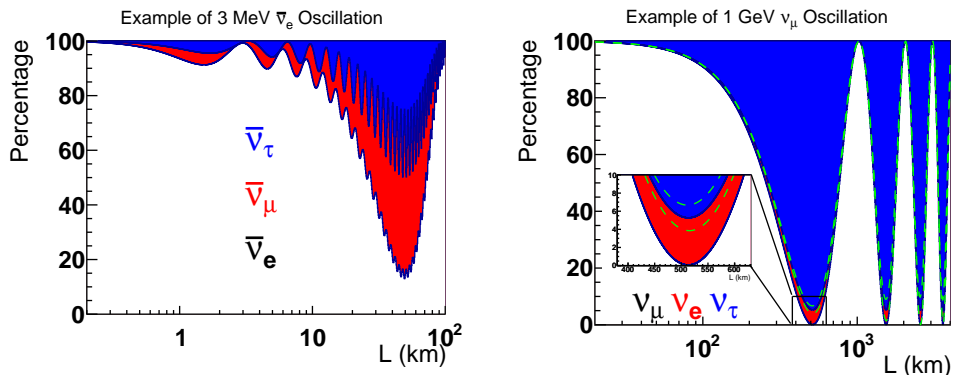 Example of 3 MeV ν̅e Oscillation
Percentage
100
80
60
40
20
0
ν̅τ
ν̅μ
ν̅e
1
10
10²
L (km)
Example of 1 GeV νμ Oscillation
Percentage
100
80
60
40
20
0
10
8
6
4
2
0
400 450 500 550 600
L (km)
νμ νe ντ
10²
10³
L (km)